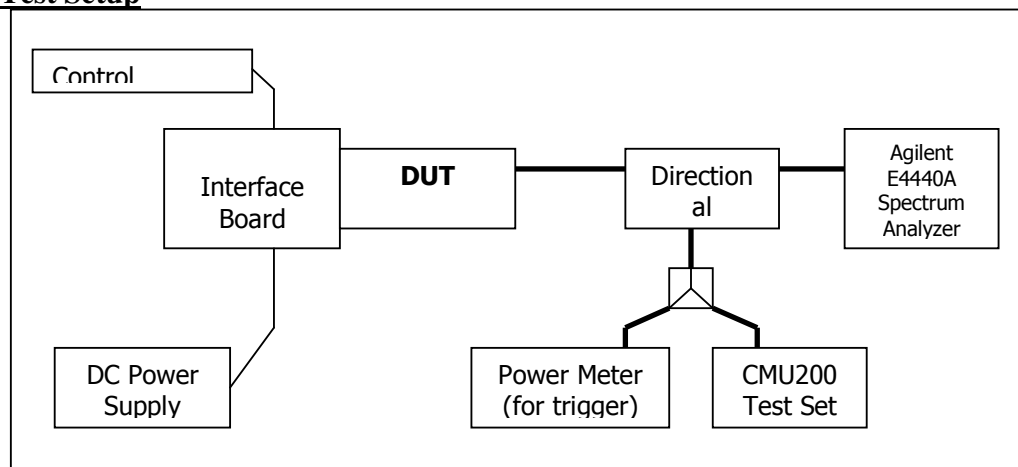 Test Setup
Control
Interface
Board
DUT
Direction
al
Agilent
E4440A
Spectrum
Analyzer
DC Power
Supply
Power Meter
(for trigger)
CMU200
Test Set